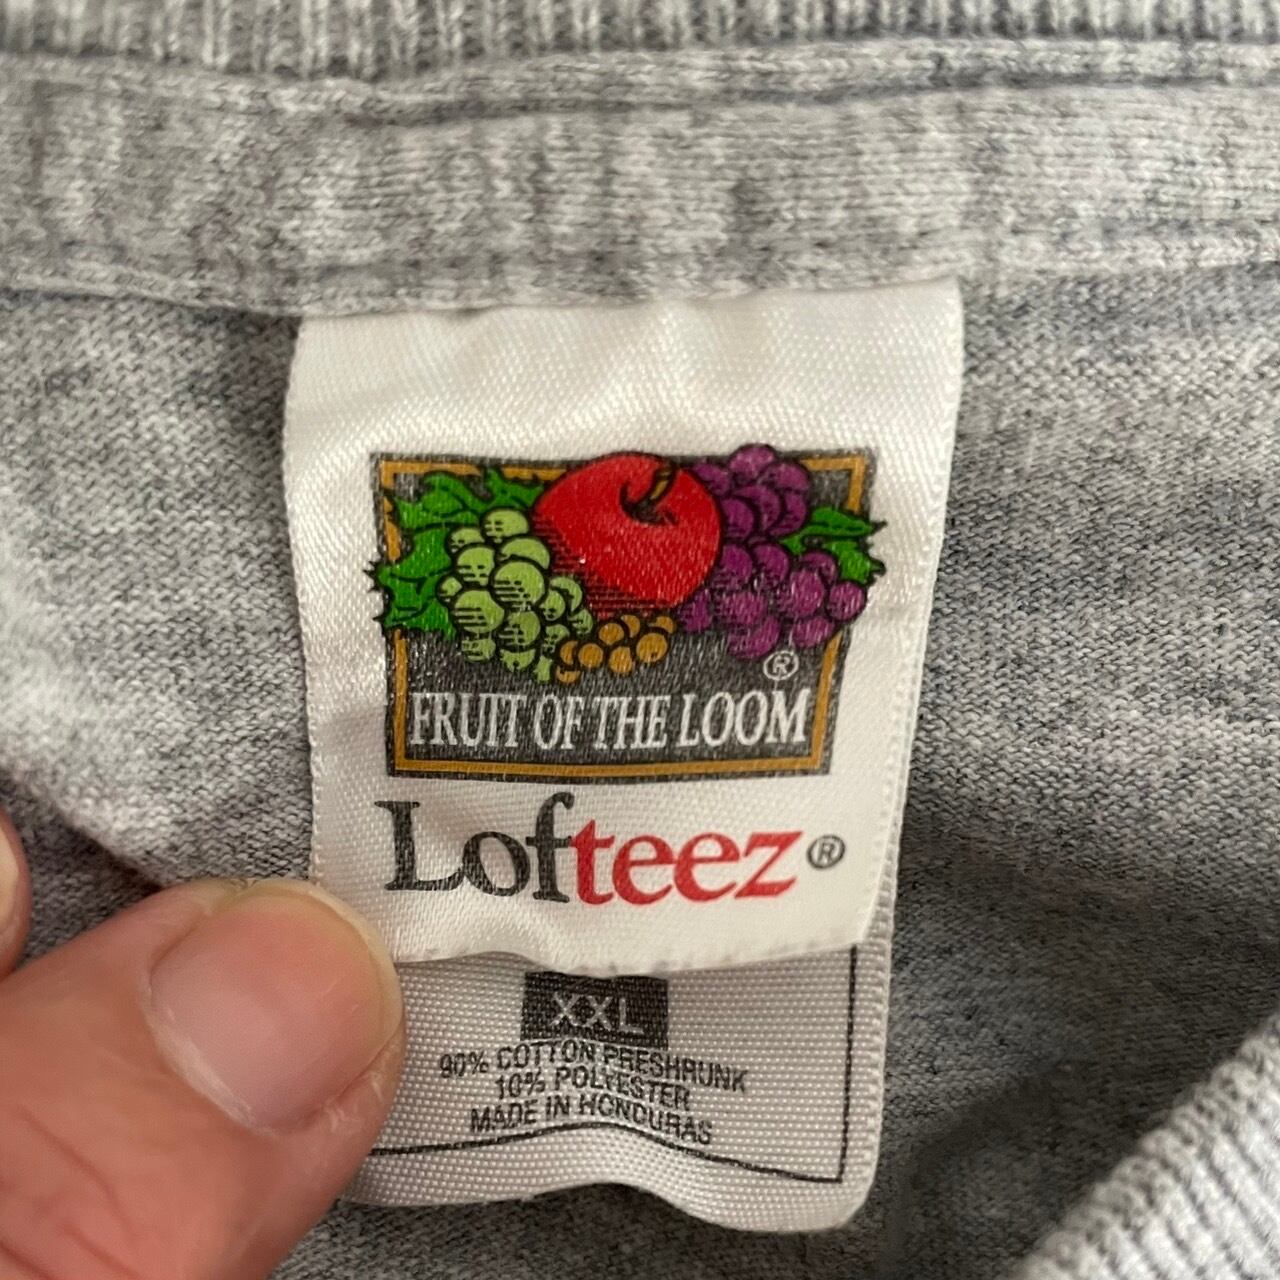 ®
FRUIT OF THE LOOM
Lofteez®
XXL
90% COTTON PRESHRUNK
10% POLYESTER
MADE IN HONDURAS